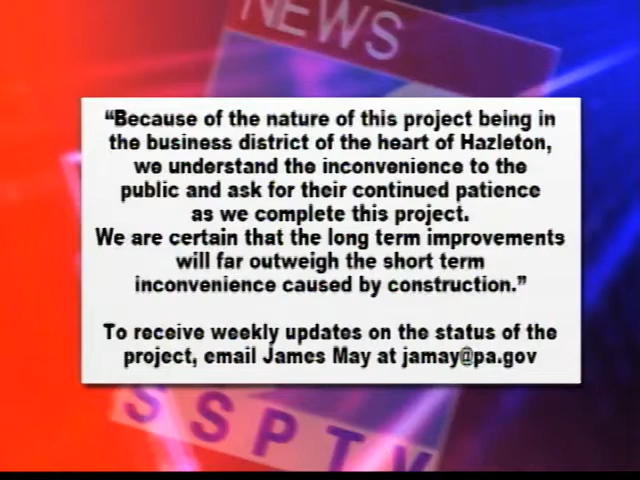 NEWS
“Because of the nature of this project being in
the business district of the heart of Hazleton,
we understand the inconvenience to the
public and ask for their continued patience
as we complete this project.
We are certain that the long term improvements
will far outweigh the short term
inconvenience caused by construction.”
To receive weekly updates on the status of the
project, email James May at jamay@pa.gov
SSPTV